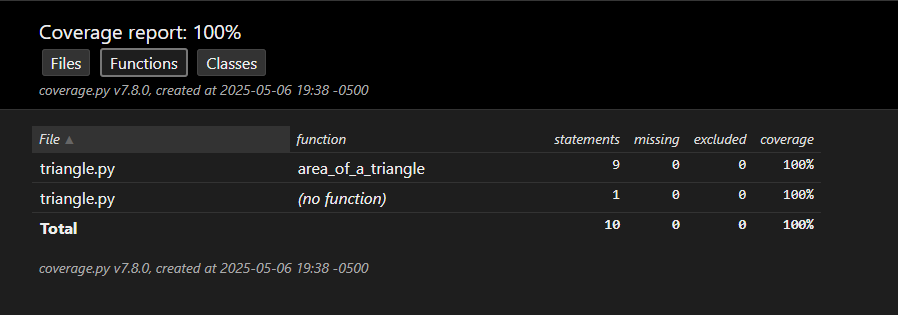 Coverage report: 100%
Files Functions Classes
coverage.py v7.8.0, created at 2025-05-06 19:38 -0500
File ▲ function statements missing excluded coverage
triangle.py area_of_a_triangle 9 0 0 100%
triangle.py (no function) 1 0 0 100%
Total 10 0 0 100%
coverage.py v7.8.0, created at 2025-05-06 19:38 -0500